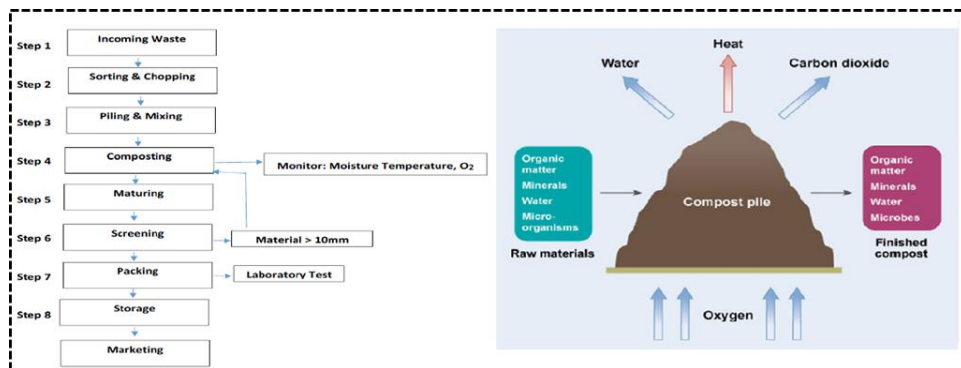 Step 1
Incoming Waste
Step 2
Sorting & Chopping
Step 3
Piling & Mixing
Step 4
Composting
Monitor: Moisture Temperature, O₂
Step 5
Maturing
Step 6
Screening
Material > 10mm
Step 7
Packing
Laboratory Test
Step 8
Storage
Marketing
Heat
Water
Carbon dioxide
Organic
matter
Minerals
Water
Micro-
organisms
Raw materials
Compost pile
Organic
matter
Minerals
Water
Microbes
Finished
compost
Oxygen